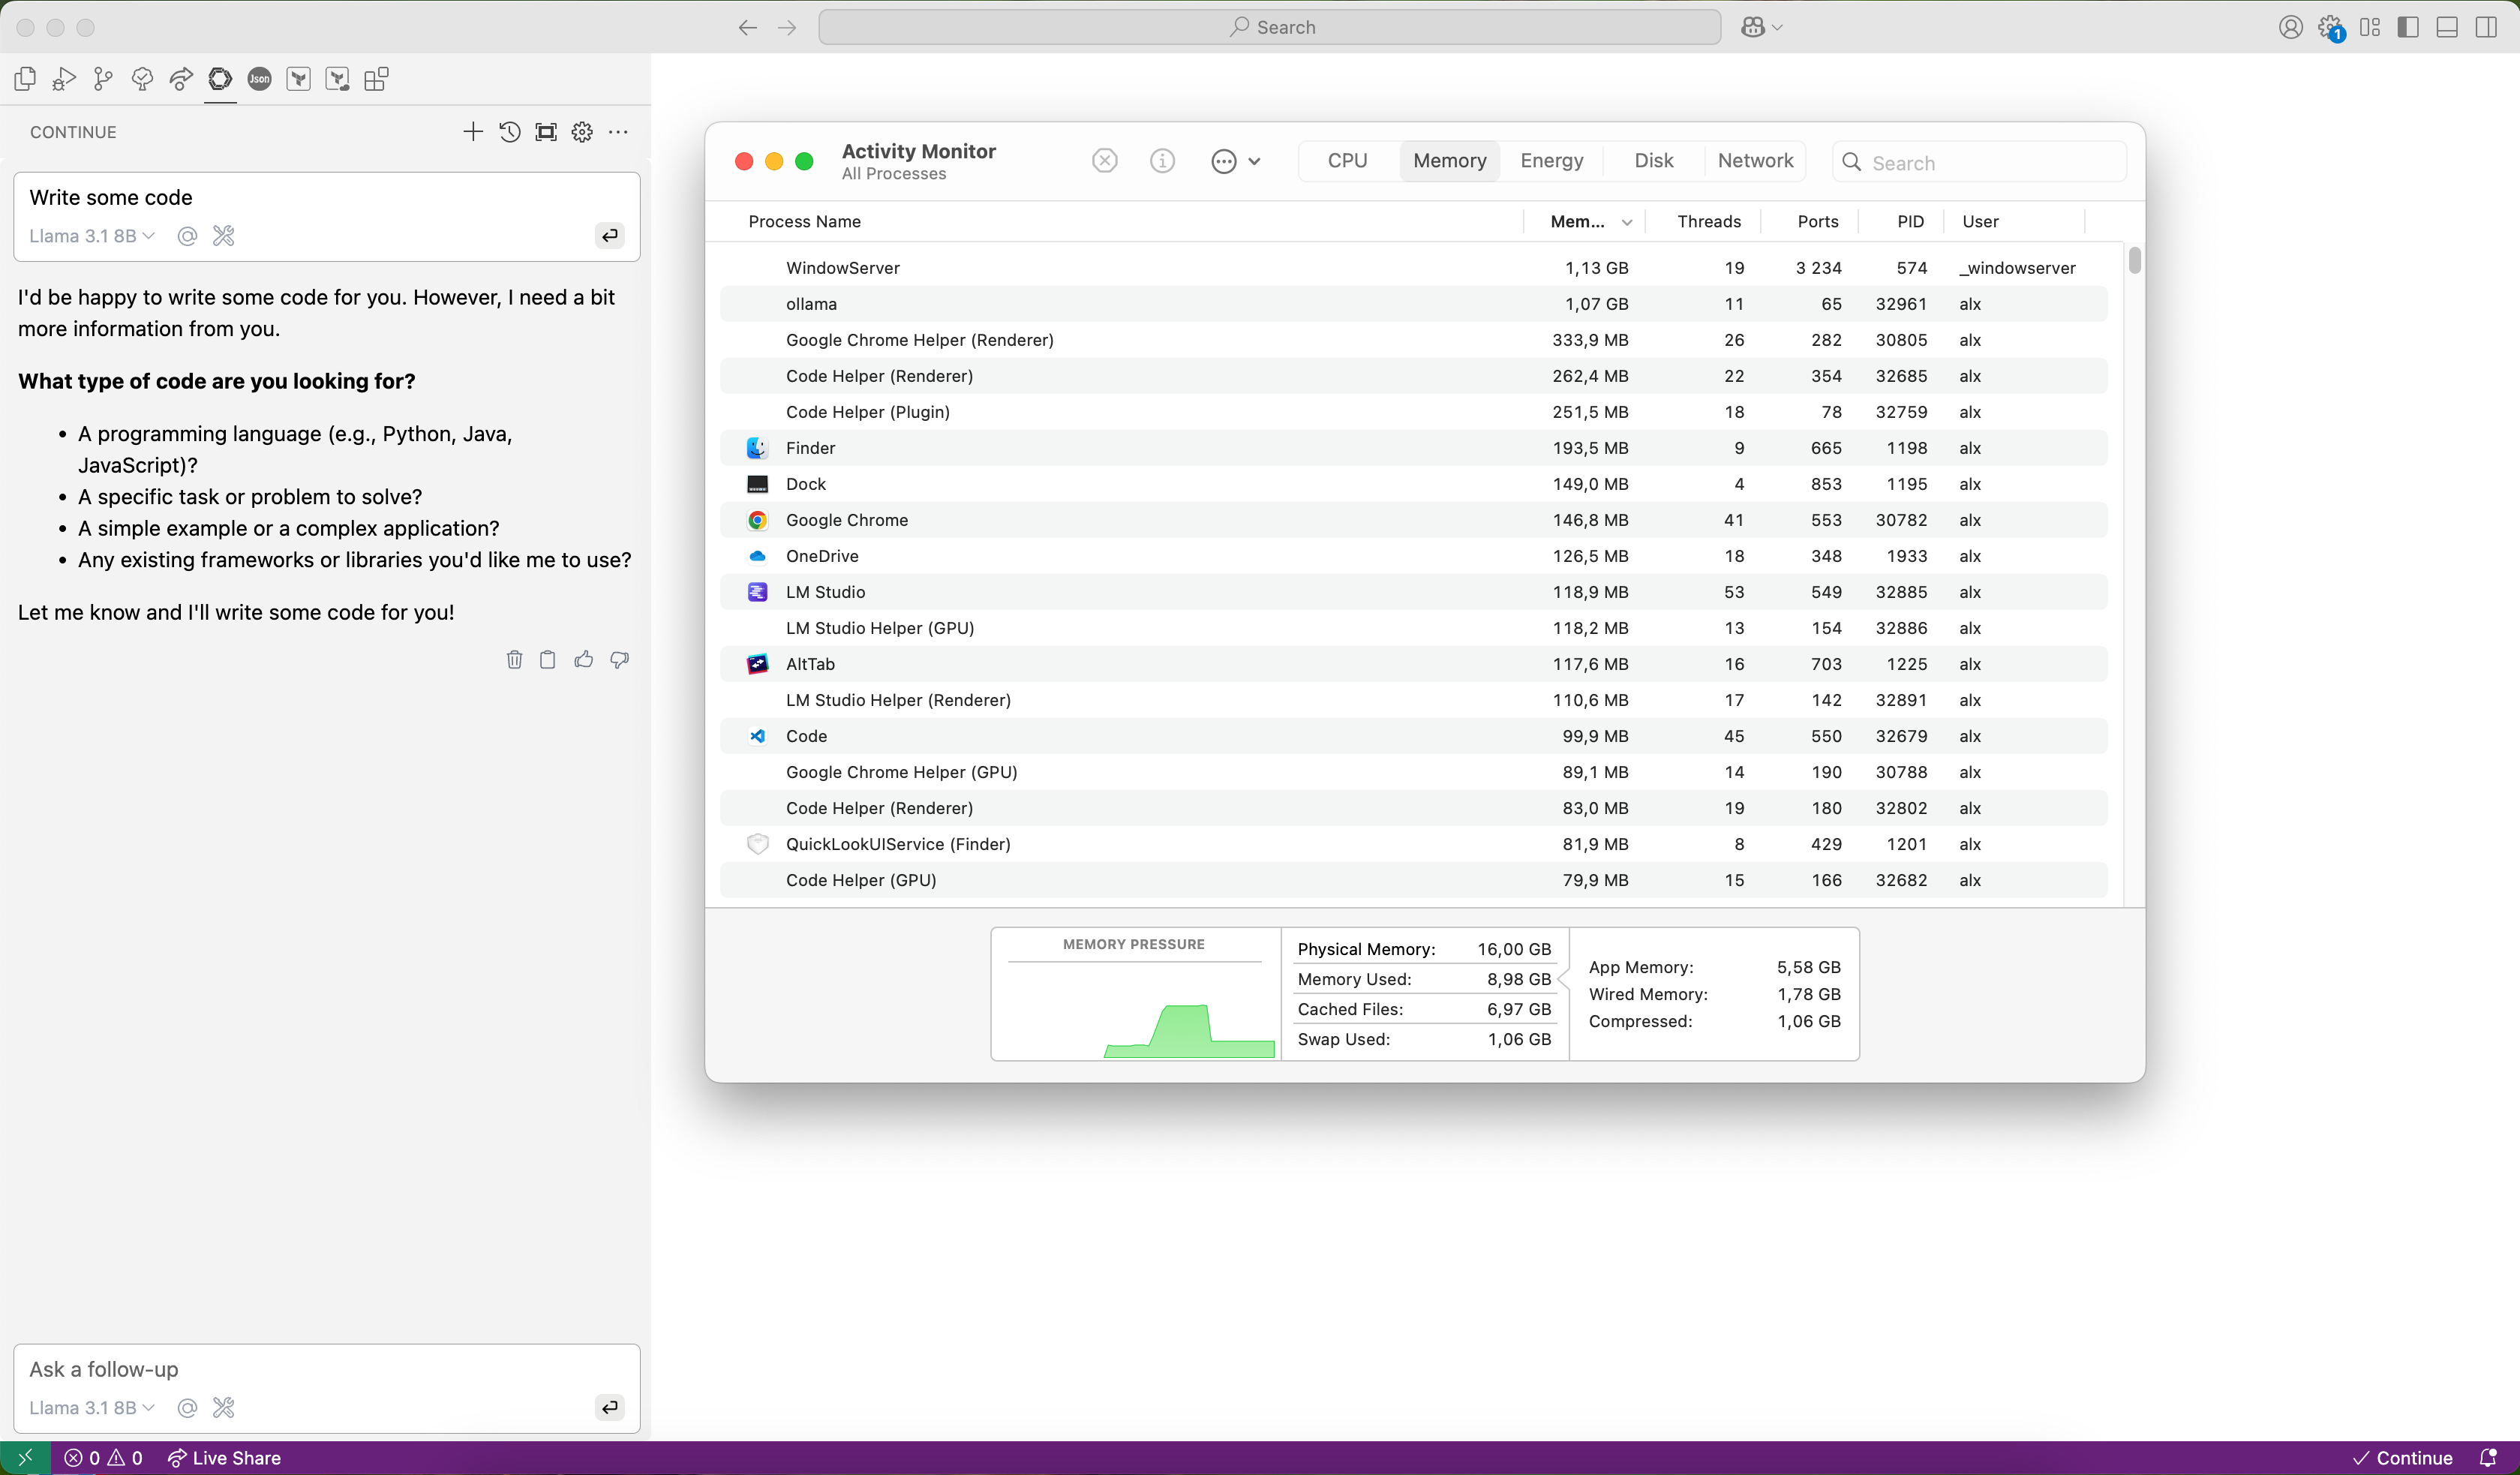 Search
1
Json
CONTINUE
Write some code
Llama 3.1 8B
I'd be happy to write some code for you. However, I need a bit
more information from you.
What type of code are you looking for?
• A programming language (e.g., Python, Java,
JavaScript)?
• A specific task or problem to solve?
• A simple example or a complex application?
• Any existing frameworks or libraries you'd like me to use?
Let me know and I'll write some code for you!
Ask a follow-up
Llama 3.1 8B
Activity Monitor
All Processes
CPU Memory Energy Disk Network
Search
Process Name Mem... Threads Ports PID User
WindowServer 1,13 GB 19 3 234 574 _windowserver
ollama 1,07 GB 11 65 32961 alx
Google Chrome Helper (Renderer) 333,9 MB 26 282 30805 alx
Code Helper (Renderer) 262,4 MB 22 354 32685 alx
Code Helper (Plugin) 251,5 MB 18 78 32759 alx
Finder 193,5 MB 9 665 1198 alx
Dock 149,0 MB 4 853 1195 alx
Google Chrome 146,8 MB 41 553 30782 alx
OneDrive 126,5 MB 18 348 1933 alx
LM Studio 118,9 MB 53 549 32885 alx
LM Studio Helper (GPU) 118,2 MB 13 154 32886 alx
AltTab 117,6 MB 16 703 1225 alx
LM Studio Helper (Renderer) 110,6 MB 17 142 32891 alx
Code 99,9 MB 45 550 32679 alx
Google Chrome Helper (GPU) 89,1 MB 14 190 30788 alx
Code Helper (Renderer) 83,0 MB 19 180 32802 alx
QuickLookUIService (Finder) 81,9 MB 8 429 1201 alx
Code Helper (GPU) 79,9 MB 15 166 32682 alx
MEMORY PRESSURE
Physical Memory: 16,00 GB
Memory Used: 8,98 GB
Cached Files: 6,97 GB
Swap Used: 1,06 GB
App Memory: 5,58 GB
Wired Memory: 1,78 GB
Compressed: 1,06 GB
0 0 Live Share
Continue